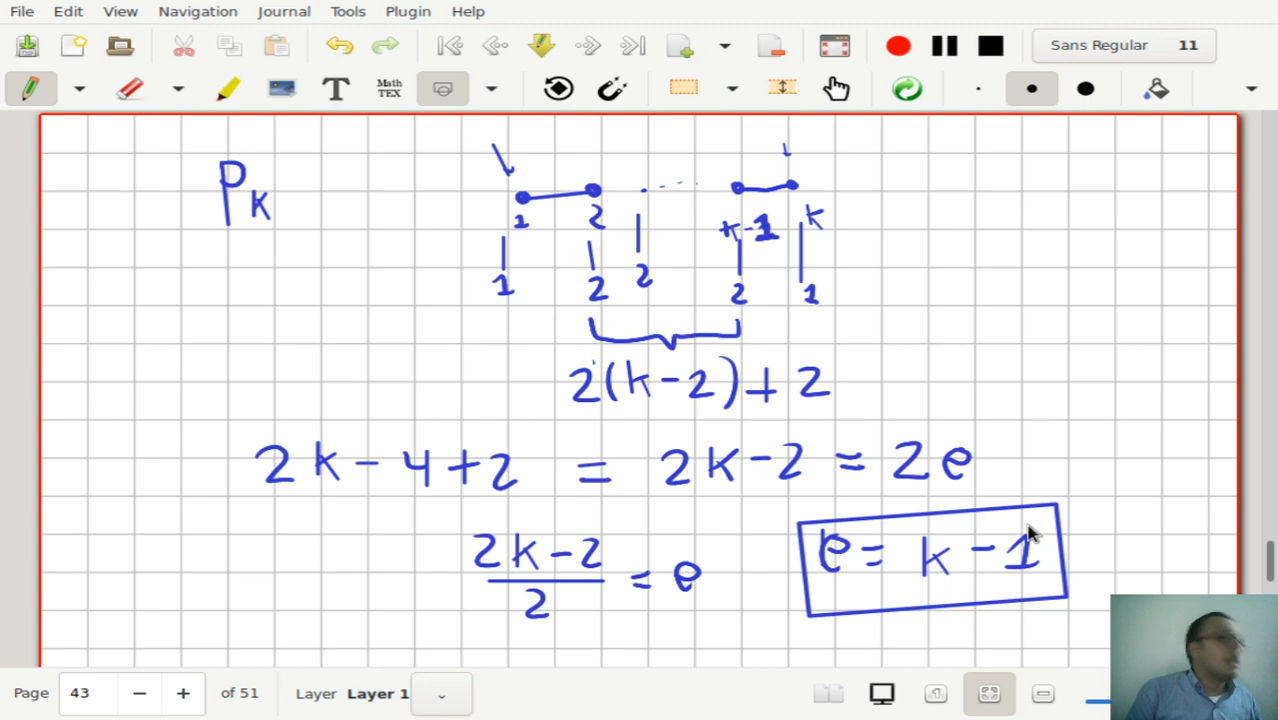 File Edit View Navigation Journal Tools Plugin Help
Sans Regular 11
T Math TEX
P_k
1 2 k-1 k
1 2 2 2 1
2(k-2)+2
2k-4+2 = 2k-2 = 2e
\frac{2k-2}{2} = e
e = k-1
Page 43 - + of 51 Layer Layer 1